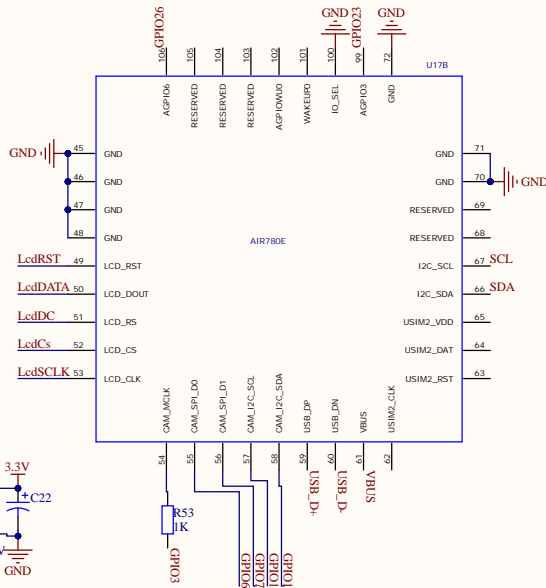 GND GND
GPIO26 GPIO23
106 105 104 103 102 101 100 99 72
U17B
AGPIO6 RESERVED RESERVED RESERVED AGPIOWU0 WAKEUP0 IO_SEL AGPIO3 GND
GND 45 GND GND 71
46 GND GND 70 GND
47 GND RESERVED 69
48 GND RESERVED 68
AIR780E
LcdRST 49 LCD_RST I2C_SCL 67 SCL
LcdDATA 50 LCD_DOUT I2C_SDA 66 SDA
LcdDC 51 LCD_RS USIM2_VDD 65
LcdCs 52 LCD_CS USIM2_DAT 64
LcdSCLK 53 LCD_CLK USIM2_RST 63
CAM_MCLK CAM_SPI_D0 CAM_SPI_D1 CAM_I2C_SCL CAM_I2C_SDA USB_DP USB_DN VBUS USIM2_CLK
54 55 56 57 58 59 60 61 62
USB_D+ USB_D- VBUS
3.3V
C22
R53
1K
GND
GPIO3 GPIO6 GPIO7